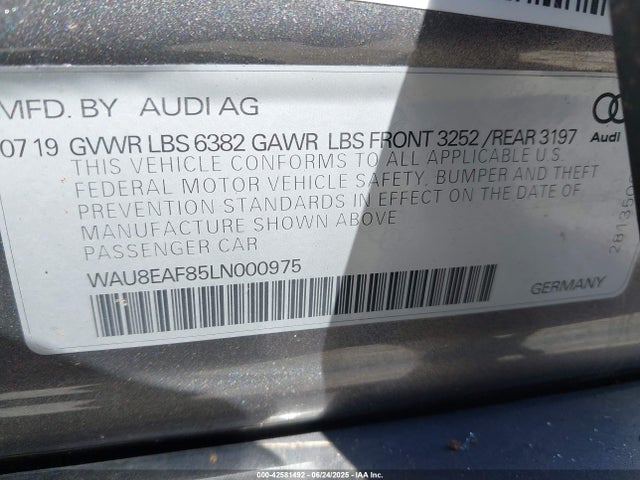 MFD. BY AUDI AG
07 19 GVWR LBS 6382 GAWR LBS FRONT 3252 /REAR 3197
Audi
THIS VEHICLE CONFORMS TO ALL APPLICABLE U.S.
FEDERAL MOTOR VEHICLE SAFETY, BUMPER AND THEFT
PREVENTION STANDARDS IN EFFECT ON THE DATE OF
MANUFACTURE SHOWN ABOVE
PASSENGER CAR
WAU8EAF85LN000975
GERMANY
000-42581492 - 06/24/2025 - IAA Inc.